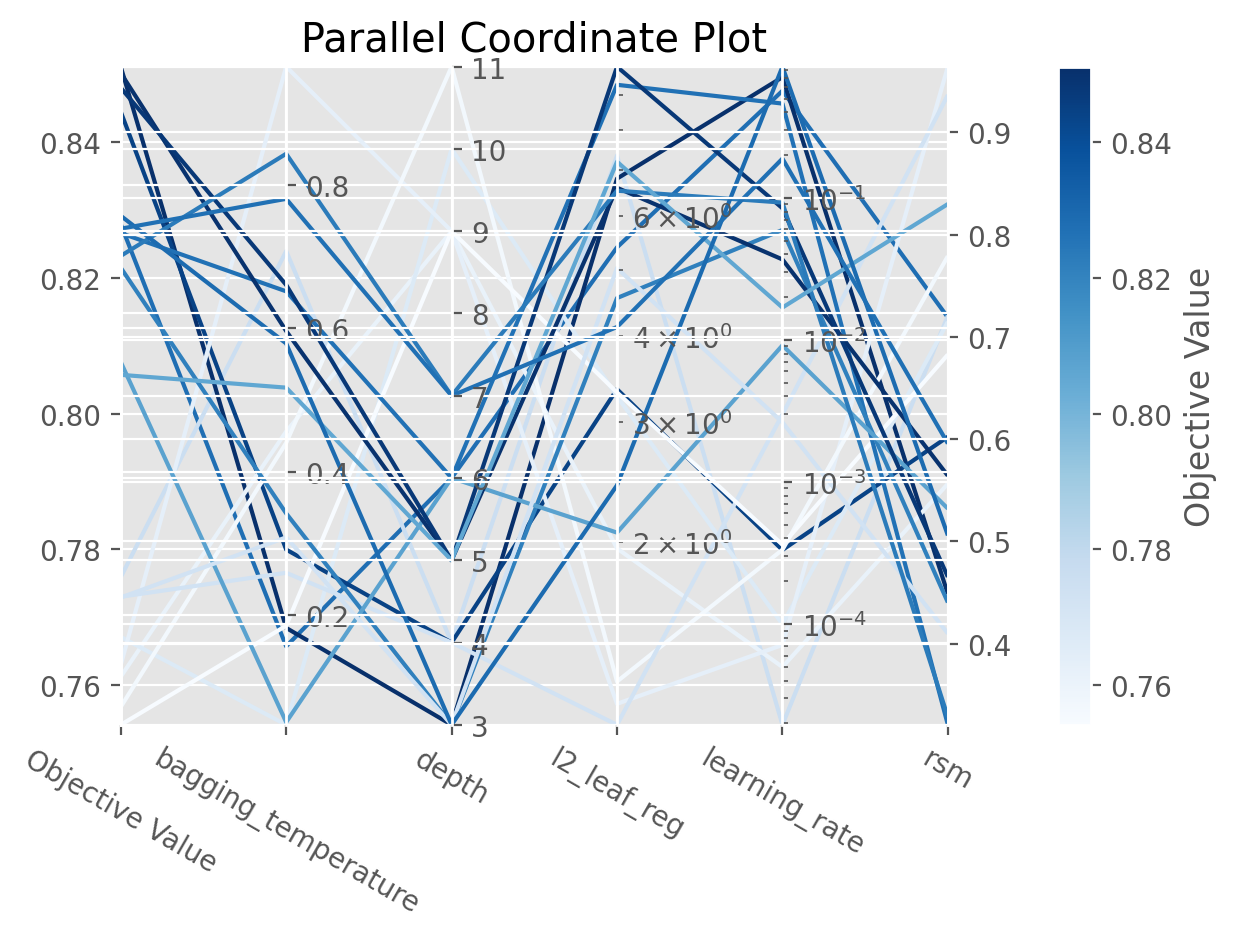 Parallel Coordinate Plot
0.84
0.82
0.80
0.78
0.76
0.8
0.6
0.4
0.2
11
10
9
8
7
6
5
4
3
6 × 10⁰
4 × 10⁰
3 × 10⁰
2 × 10⁰
10⁻¹
10⁻²
10⁻³
10⁻⁴
0.9
0.8
0.7
0.6
0.5
0.4
0.84
0.82
0.80
0.78
0.76
Objective Value
Objective Value
bagging_temperature
depth
l2_leaf_reg
learning_rate
rsm